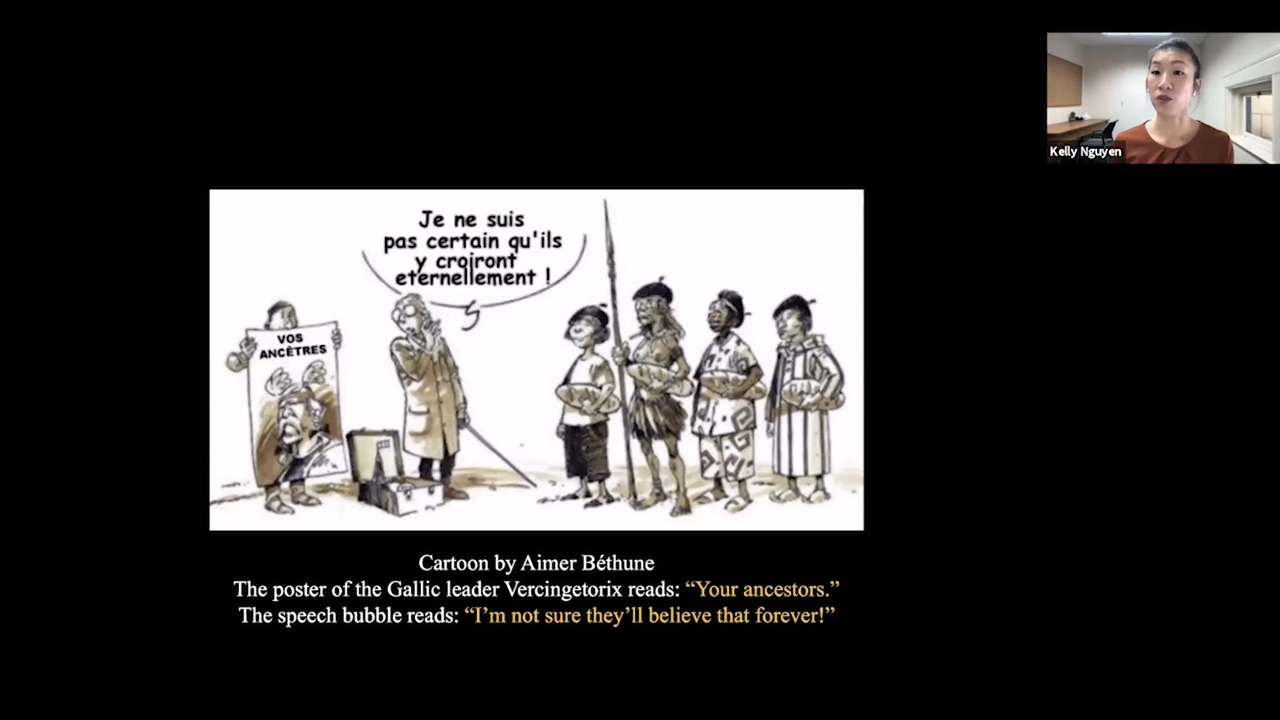 Kelly Nguyen
Je ne suis
pas certain qu'ils
y croiront
eternellement !
VOS
ANCÊTRES
Cartoon by Aimer Béthune
The poster of the Gallic leader Vercingetorix reads: “Your ancestors.”
The speech bubble reads: “I’m not sure they’ll believe that forever!”